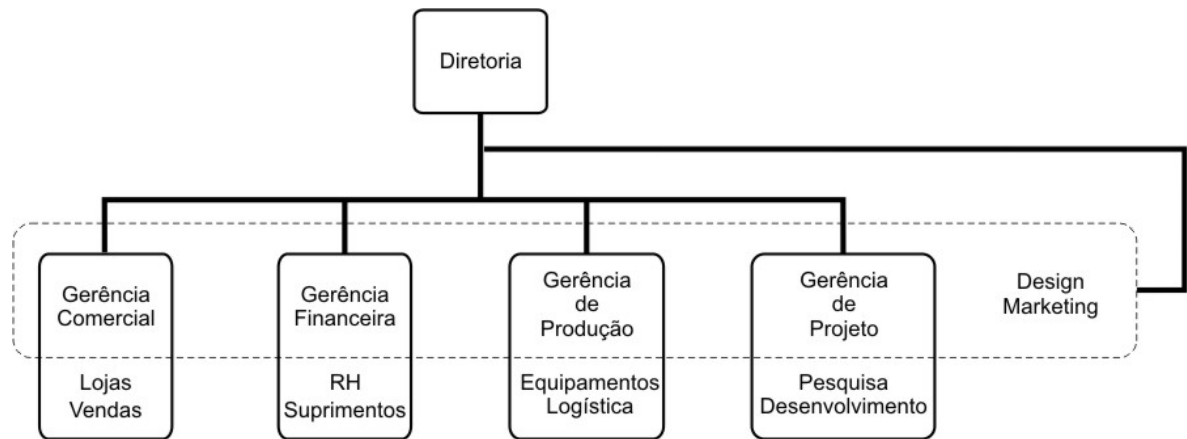 Diretoria
Gerência
Comercial
Lojas
Vendas
Gerência
Financeira
RH
Suprimentos
Gerência
de
Produção
Equipamentos
Logística
Gerência
de
Projeto
Pesquisa
Desenvolvimento
Design
Marketing